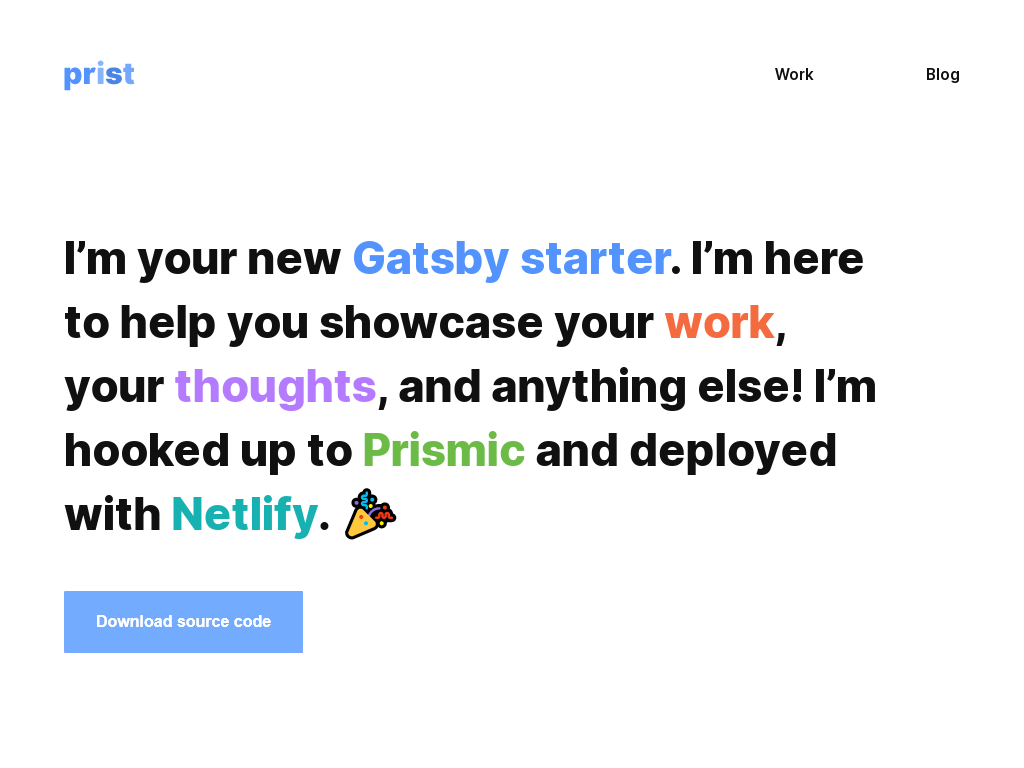 prist
Work
Blog
I’m your new Gatsby starter. I’m here
to help you showcase your work,
your thoughts, and anything else! I’m
hooked up to Prismic and deployed
with Netlify. 🎉
Download source code